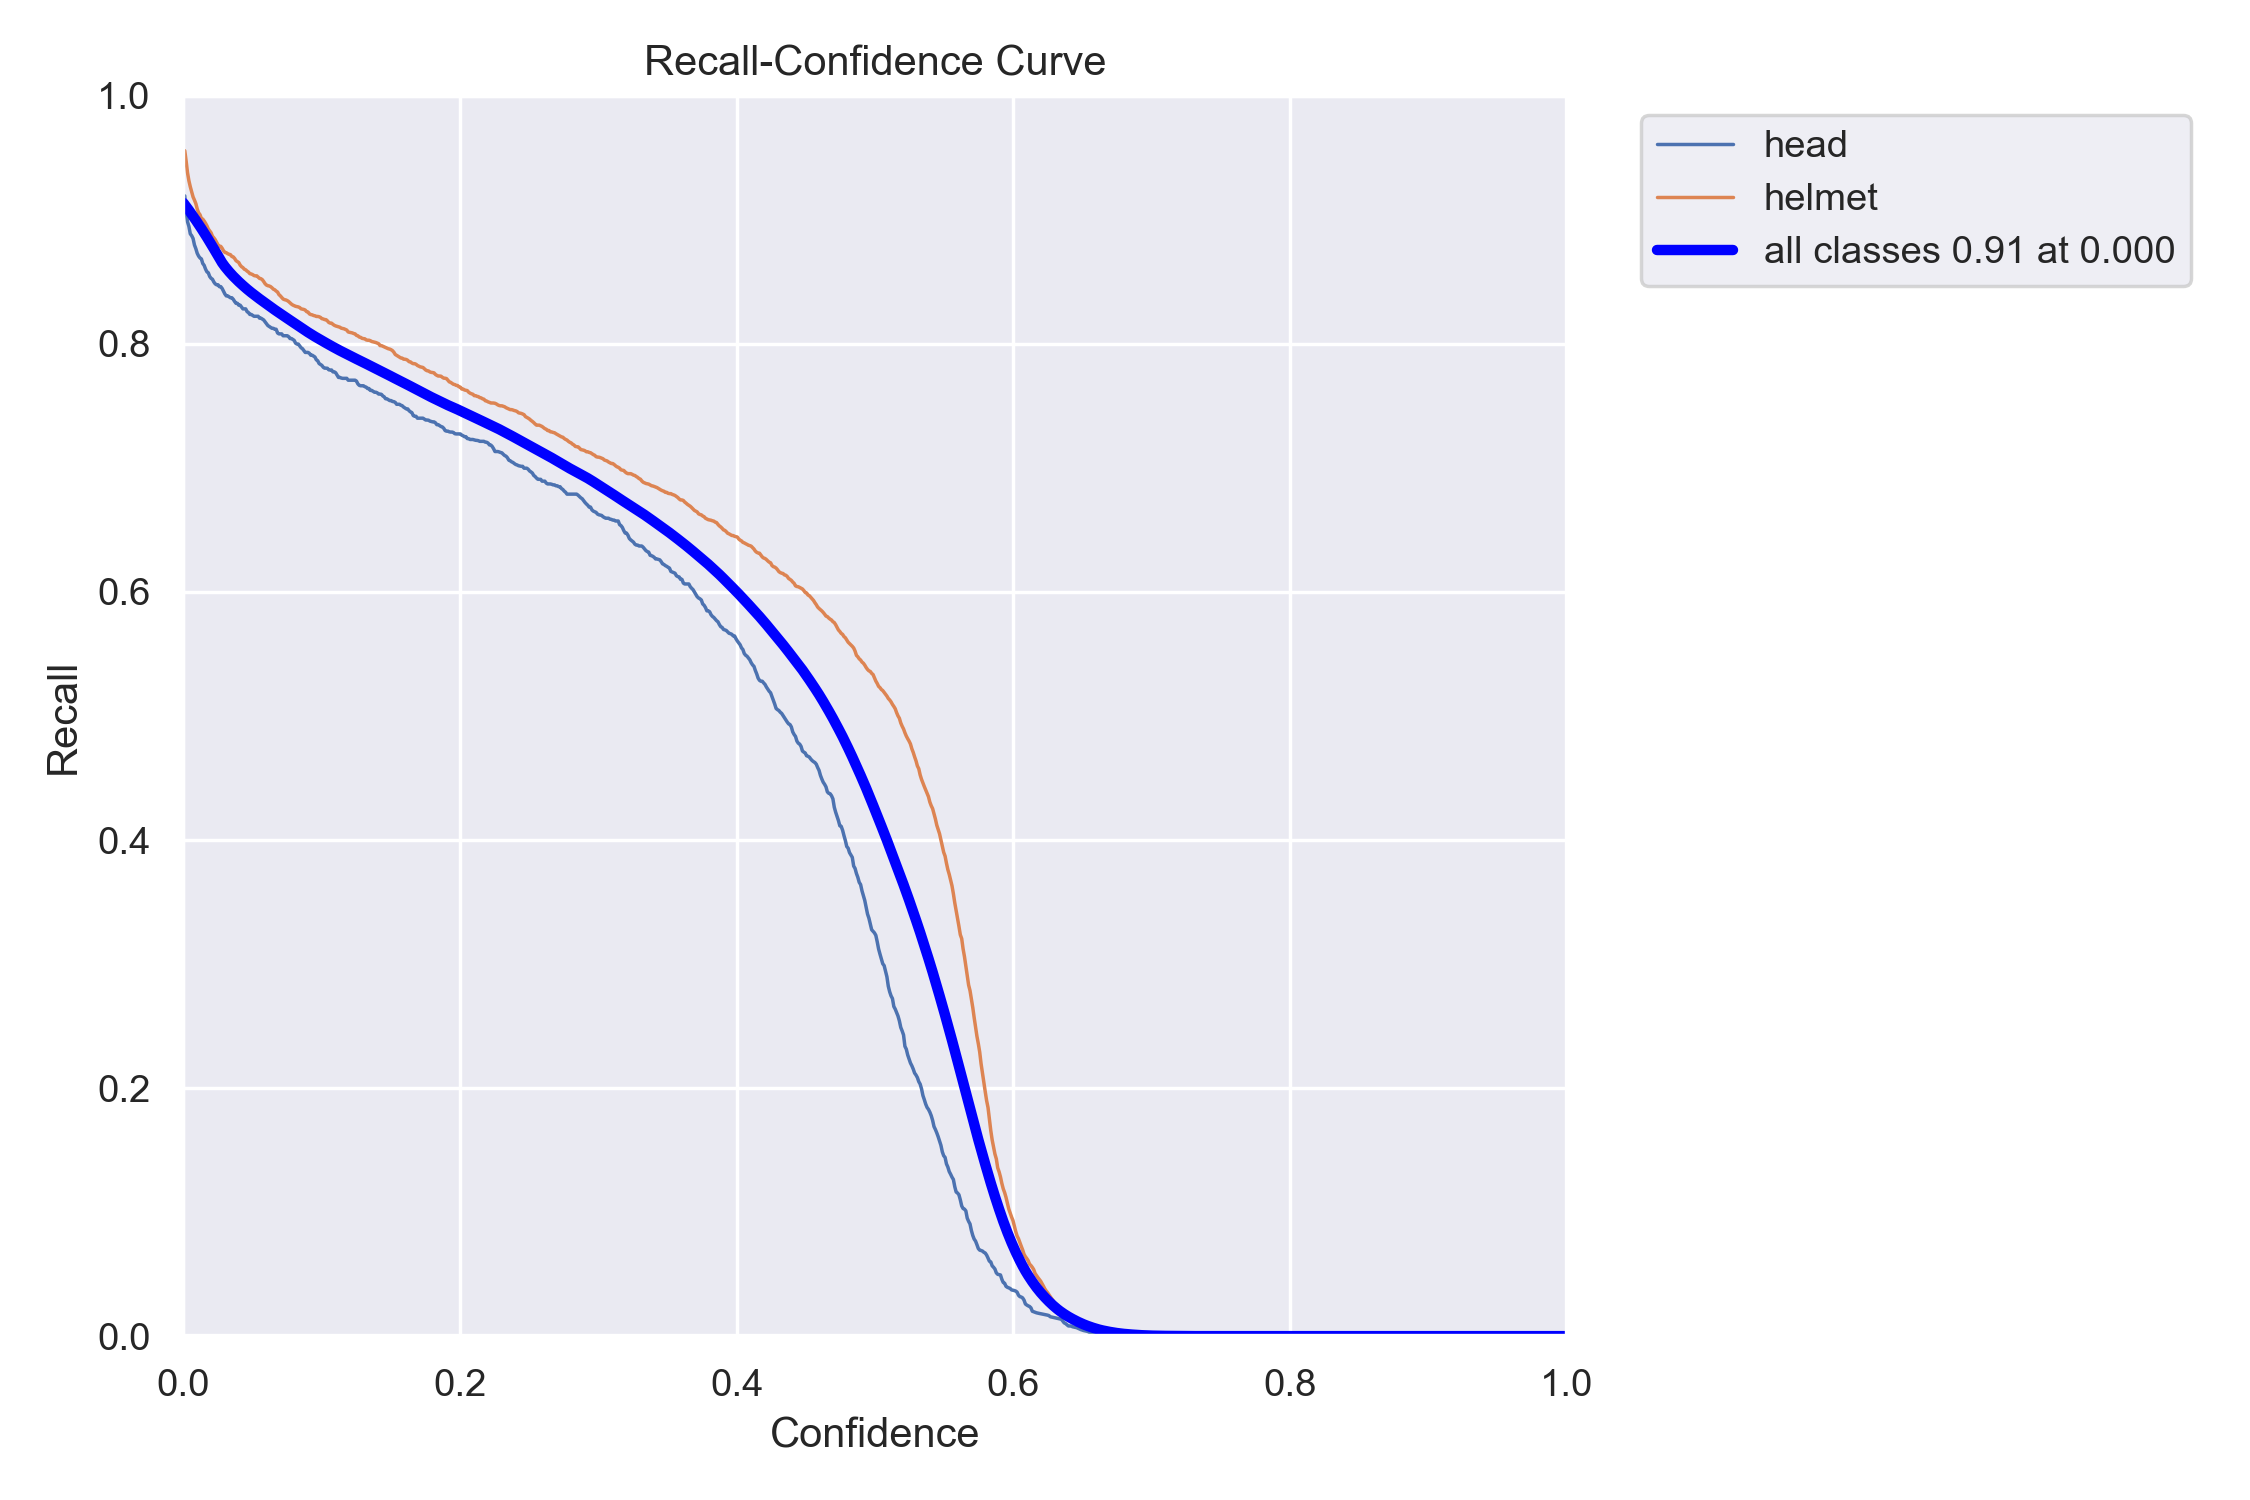 Recall-Confidence Curve
1.0
0.8
0.6
0.4
0.2
0.0
Recall
0.0 0.2 0.4 0.6 0.8 1.0
Confidence
head
helmet
all classes 0.91 at 0.000